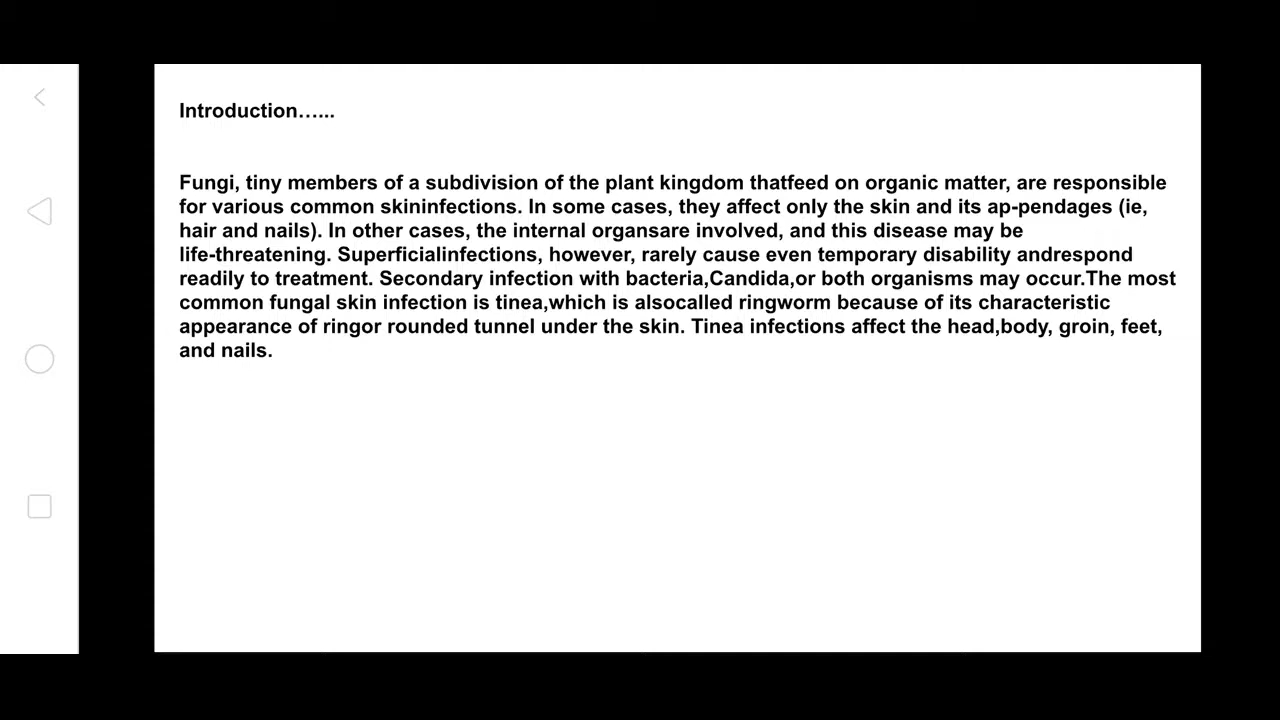 Introduction…...
Fungi, tiny members of a subdivision of the plant kingdom thatfeed on organic matter, are responsible
for various common skininfections. In some cases, they affect only the skin and its ap-pendages (ie,
hair and nails). In other cases, the internal organsare involved, and this disease may be
life-threatening. Superficialinfections, however, rarely cause even temporary disability andrespond
readily to treatment. Secondary infection with bacteria,Candida,or both organisms may occur.The most
common fungal skin infection is tinea,which is alsocalled ringworm because of its characteristic
appearance of ringor rounded tunnel under the skin. Tinea infections affect the head,body, groin, feet,
and nails.